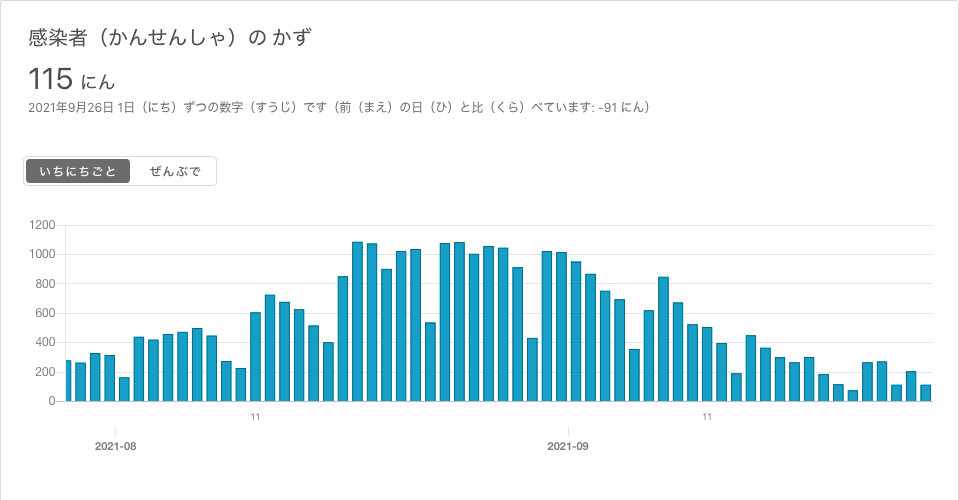 感染者（かんせんしゃ）の かず
115 にん
2021年9月26日 1日（にち）ずつの数字（すうじ）です（前（まえ）の日（ひ）と比（くら）べています: -91 にん）
いちにちごと ぜんぶで
1200
1000
800
600
400
200
0
11 11
2021-08 2021-09